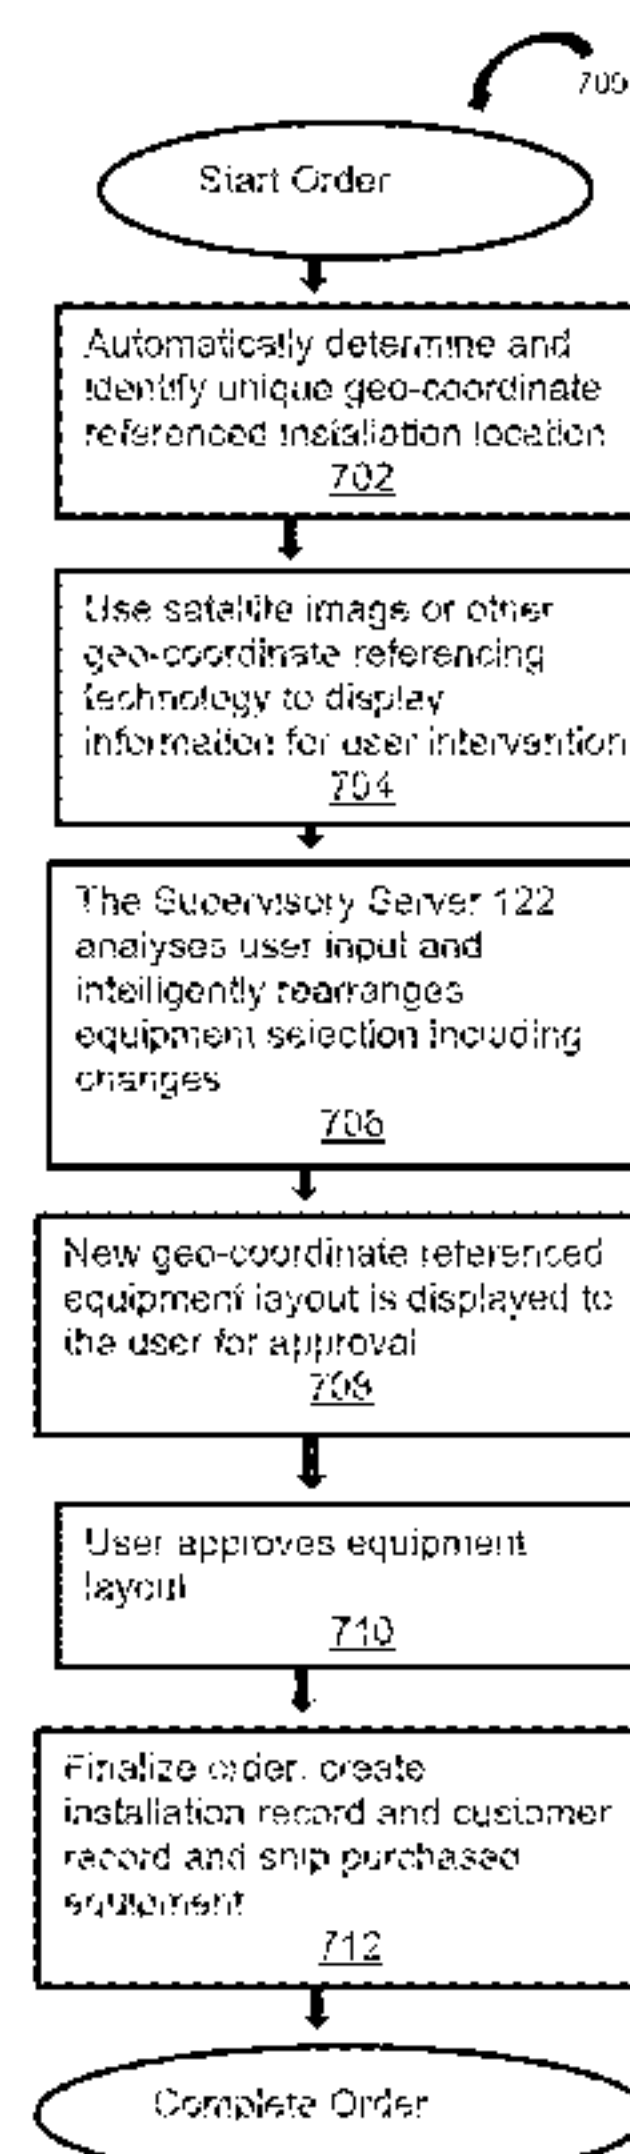 700
Start Order
Automatically determine and
identify unique geo-coordinate
referenced installation location
702
Use satellite image or other
geo-coordinate referencing
technology to display
information for user intervention
704
The Supervisory Server 122
analyses user input and
intelligently rearranges
equipment selection including
changes
706
New geo-coordinate referenced
equipment layout is displayed to
the user for approval
708
User approves equipment
layout
710
Finalize order, create
installation record and customer
record and ship purchased
equipment
712
Complete Order